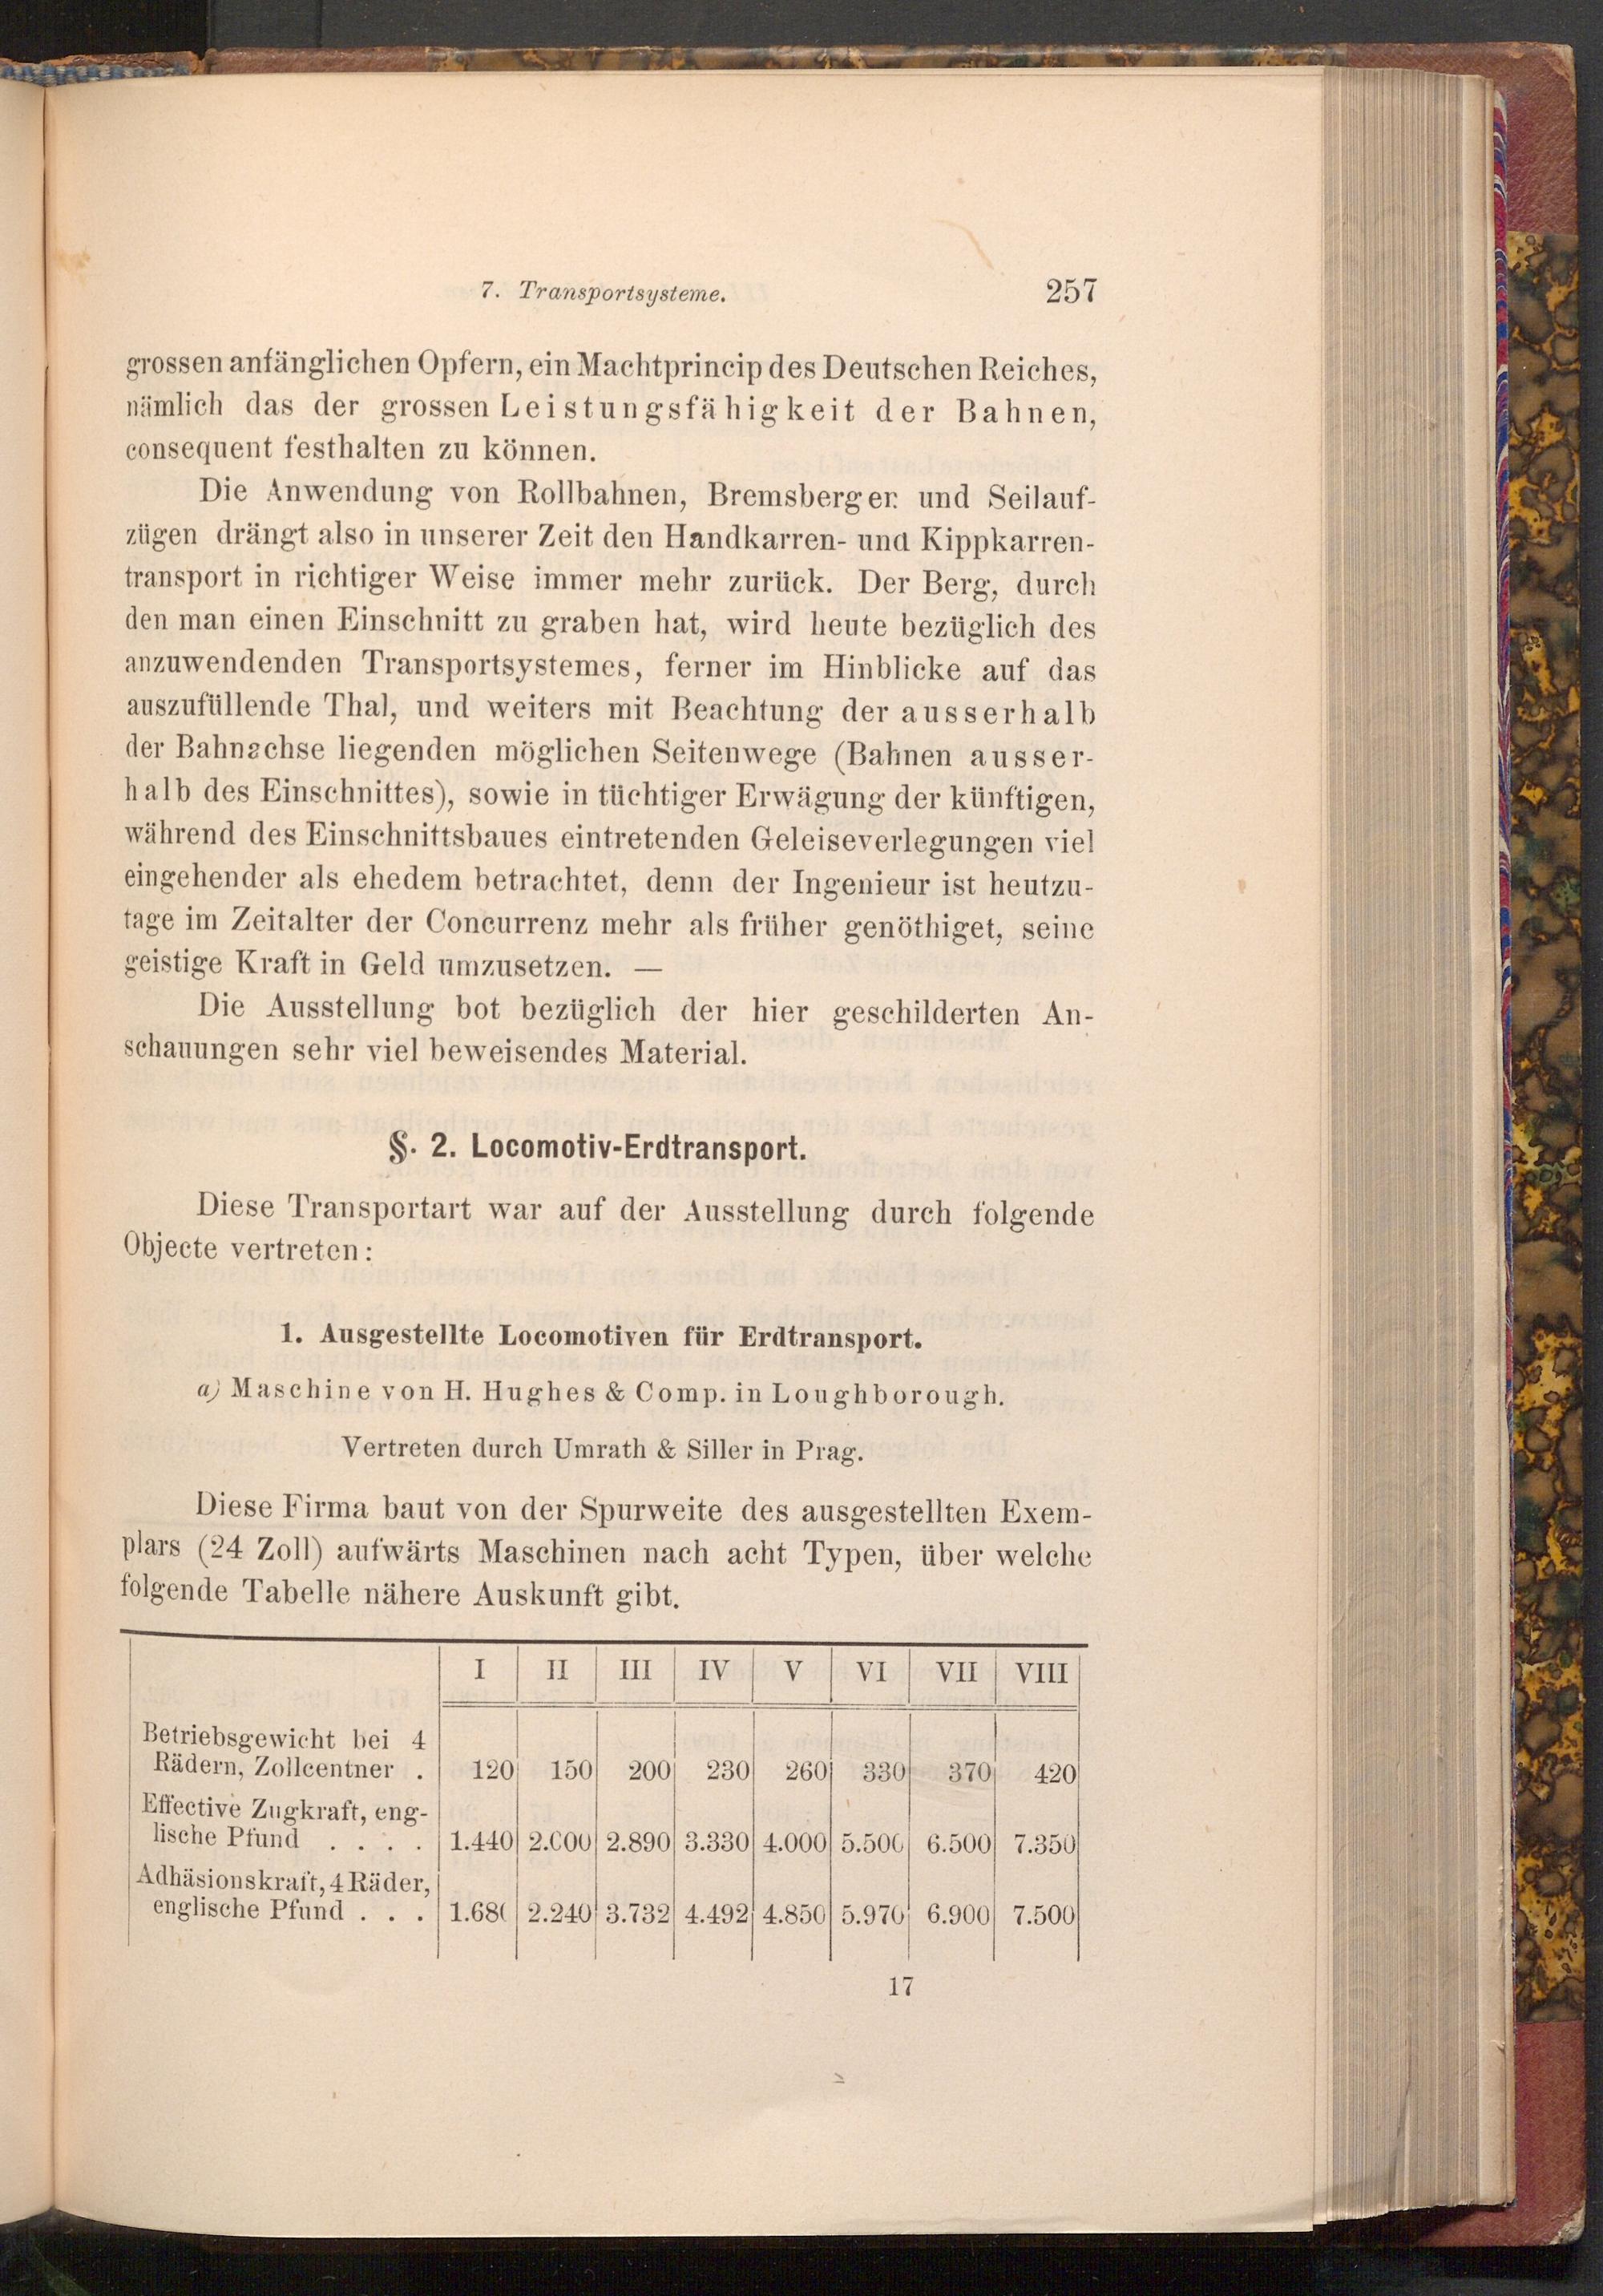 7. Transportsysteme. 257
grossen anfänglichen Opfern, ein Machtprincip des Deutschen Reiches,
nämlich das der grossen Leistungsfähigkeit der Bahnen,
consequent festhalten zu können.
Die Anwendung von Rollbahnen, Bremsbergen und Seilauf-
zügen drängt also in unserer Zeit den Handkarren- und Kippkarren-
transport in richtiger Weise immer mehr zurück. Der Berg, durch
den man einen Einschnitt zu graben hat, wird heute bezüglich des
anzuwendenden Transportsystemes, ferner im Hinblicke auf das
auszufüllende Thal, und weiters mit Beachtung der ausserhalb
der Bahnachse liegenden möglichen Seitenwege (Bahnen ausser-
halb des Einschnittes), sowie in tüchtiger Erwägung der künftigen,
während des Einschnittsbaues eintretenden Geleiseverlegungen viel
eingehender als ehedem betrachtet, denn der Ingenieur ist heutzu-
tage im Zeitalter der Concurrenz mehr als früher genöthiget, seine
geistige Kraft in Geld umzusetzen. —
Die Ausstellung bot bezüglich der hier geschilderten An-
schauungen sehr viel beweisendes Material.
§. 2. Locomotiv-Erdtransport.
Diese Transportart war auf der Ausstellung durch folgende
Objecte vertreten:
1. Ausgestellte Locomotiven für Erdtransport.
a) Maschine von H. Hughes & Comp. in Loughborough.
Vertreten durch Umrath & Siller in Prag.
Diese Firma baut von der Spurweite des ausgestellten Exem-
plars (24 Zoll) aufwärts Maschinen nach acht Typen, über welche
folgende Tabelle nähere Auskunft gibt.
I II III IV V VI VII VIII
Betriebsgewicht bei 4
Rädern, Zollcentner . 120 150 200 230 260 330 370 420
Effective Zugkraft, eng-
lische Pfund . . . . 1.440 2.000 2.890 3.330 4.000 5.500 6.500 7.350
Adhäsionskraft, 4 Räder,
englische Pfund . . . 1.680 2.240 3.732 4.492 4.850 5.970 6.900 7.500
17